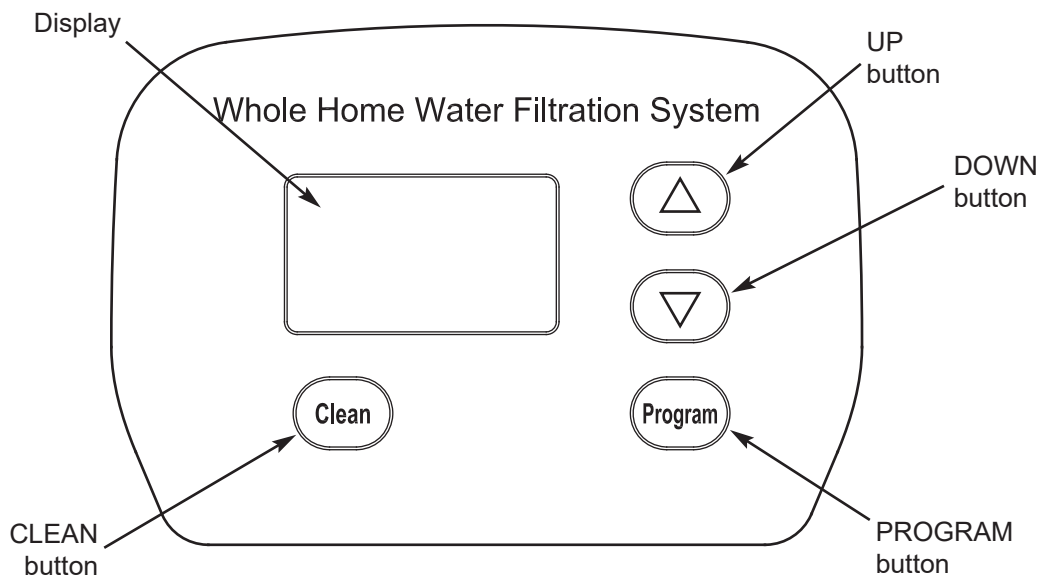 Display
UP
button
Whole Home Water Filtration System
DOWN
button
Clean
Program
CLEAN
button
PROGRAM
button